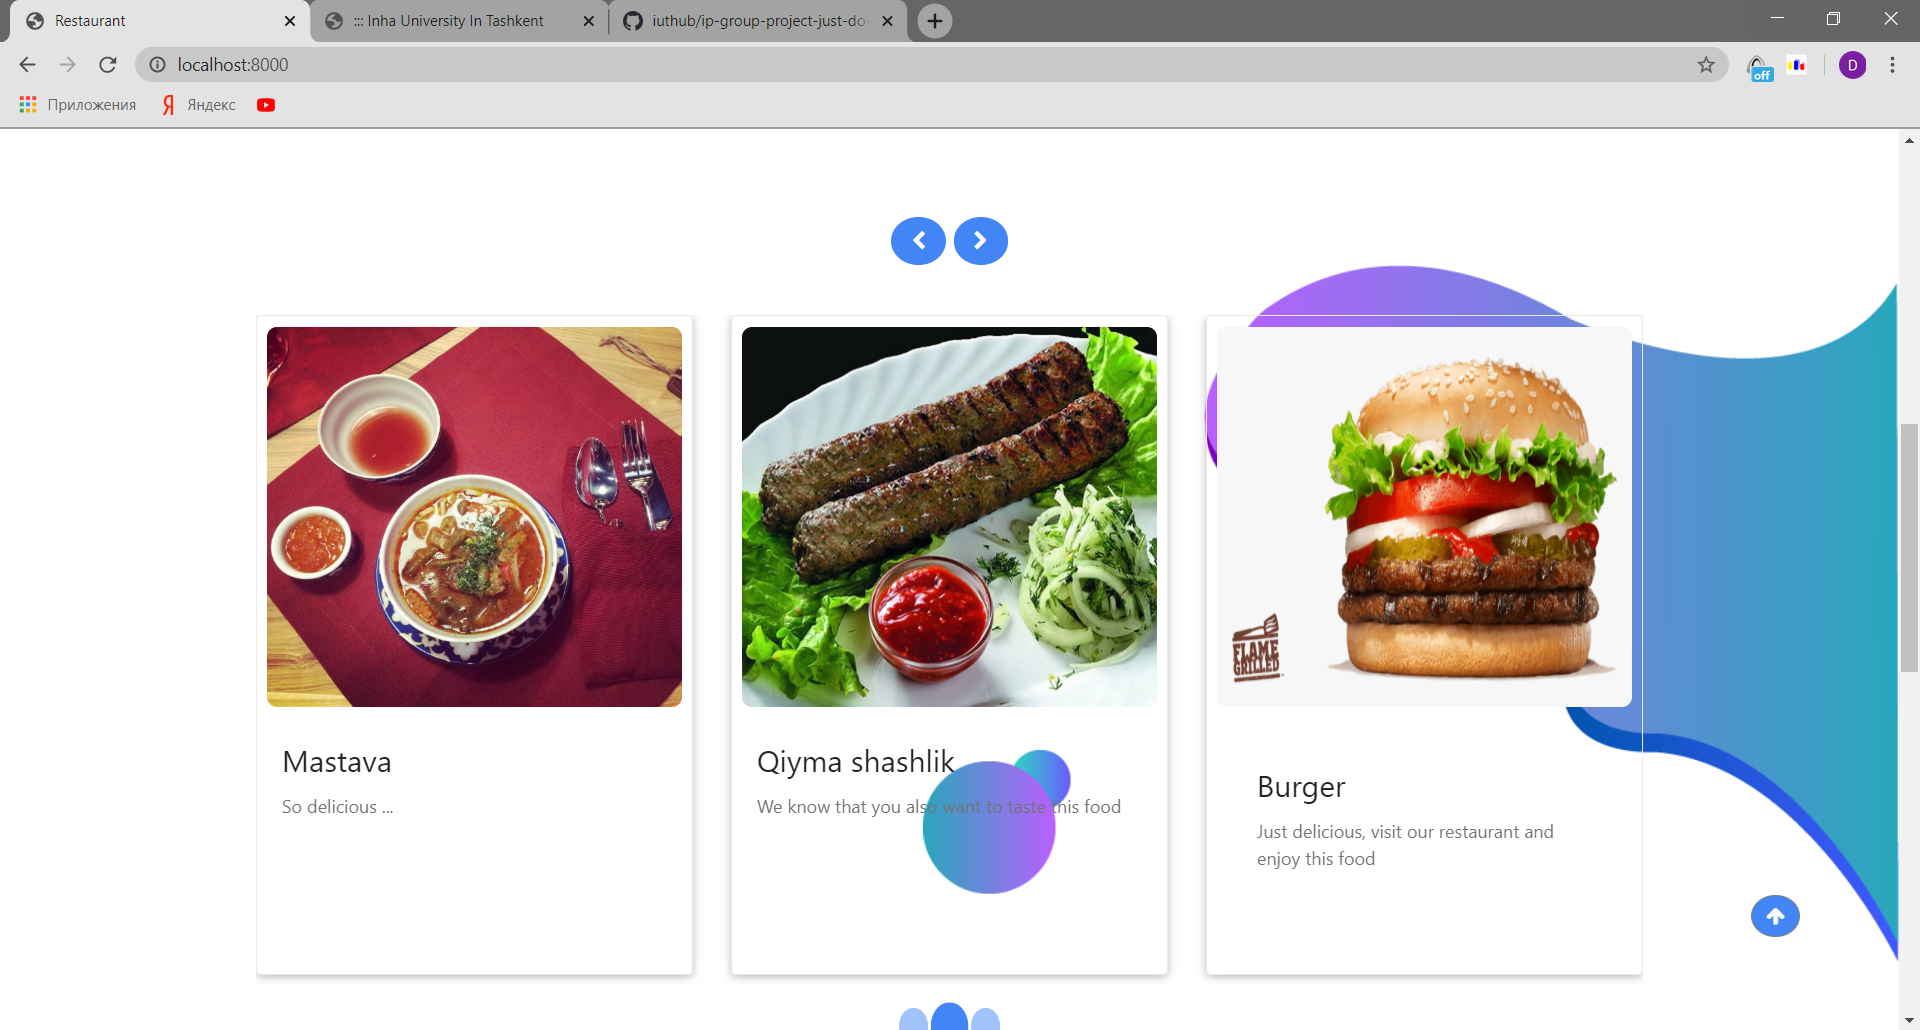 Restaurant
::: Inha University In Tashkent
iuthub/ip-group-project-just-do-
localhost:8000
off
D
Приложения
Яндекс
FLAME
GRILLED
Mastava
So delicious ...
Qiyma shashlik
We know that you also want to taste this food
Burger
Just delicious, visit our restaurant and
enjoy this food